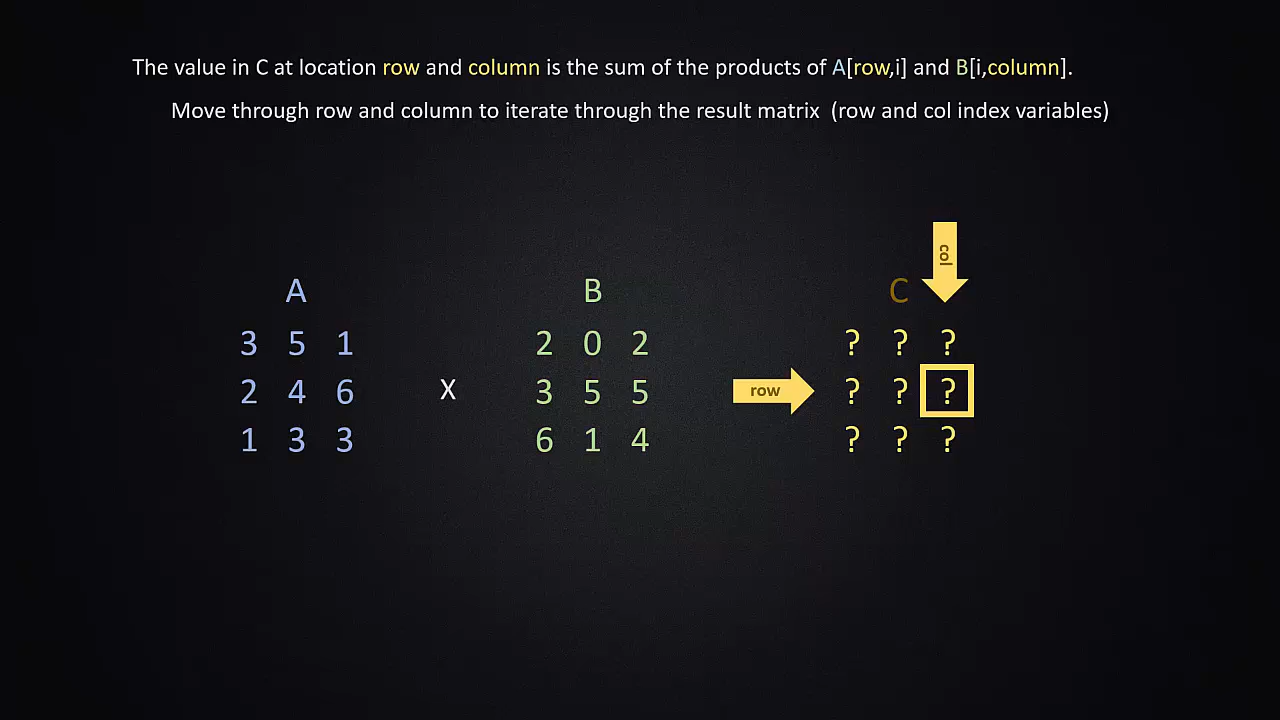 The value in C at location row and column is the sum of the products of A[row,i] and B[i,column].
Move through row and column to iterate through the result matrix  (row and col index variables)
col
A B C
3 5 1 2 0 2 ? ? ?
2 4 6 X 3 5 5 row ? ? ?
1 3 3 6 1 4 ? ? ?